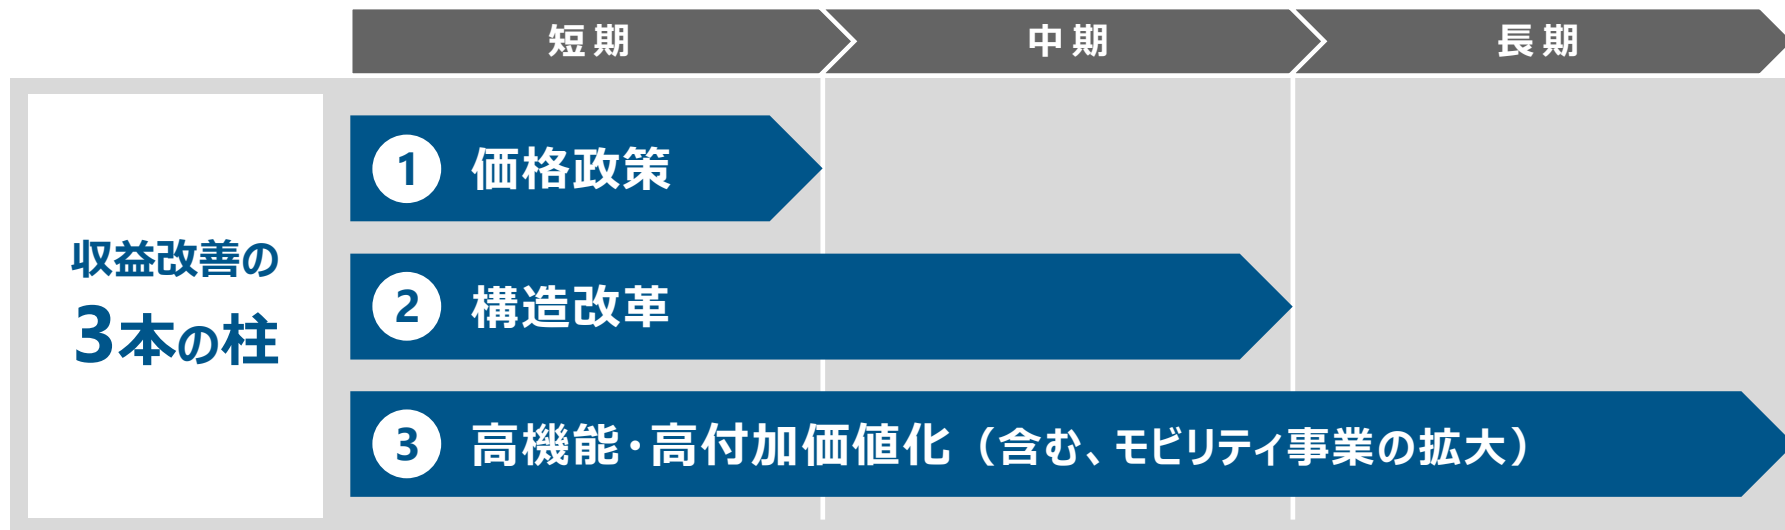 短期
中期
長期
収益改善の
3本の柱
1 価格政策
2 構造改革
3 高機能・高付加価値化（含む、モビリティ事業の拡大）